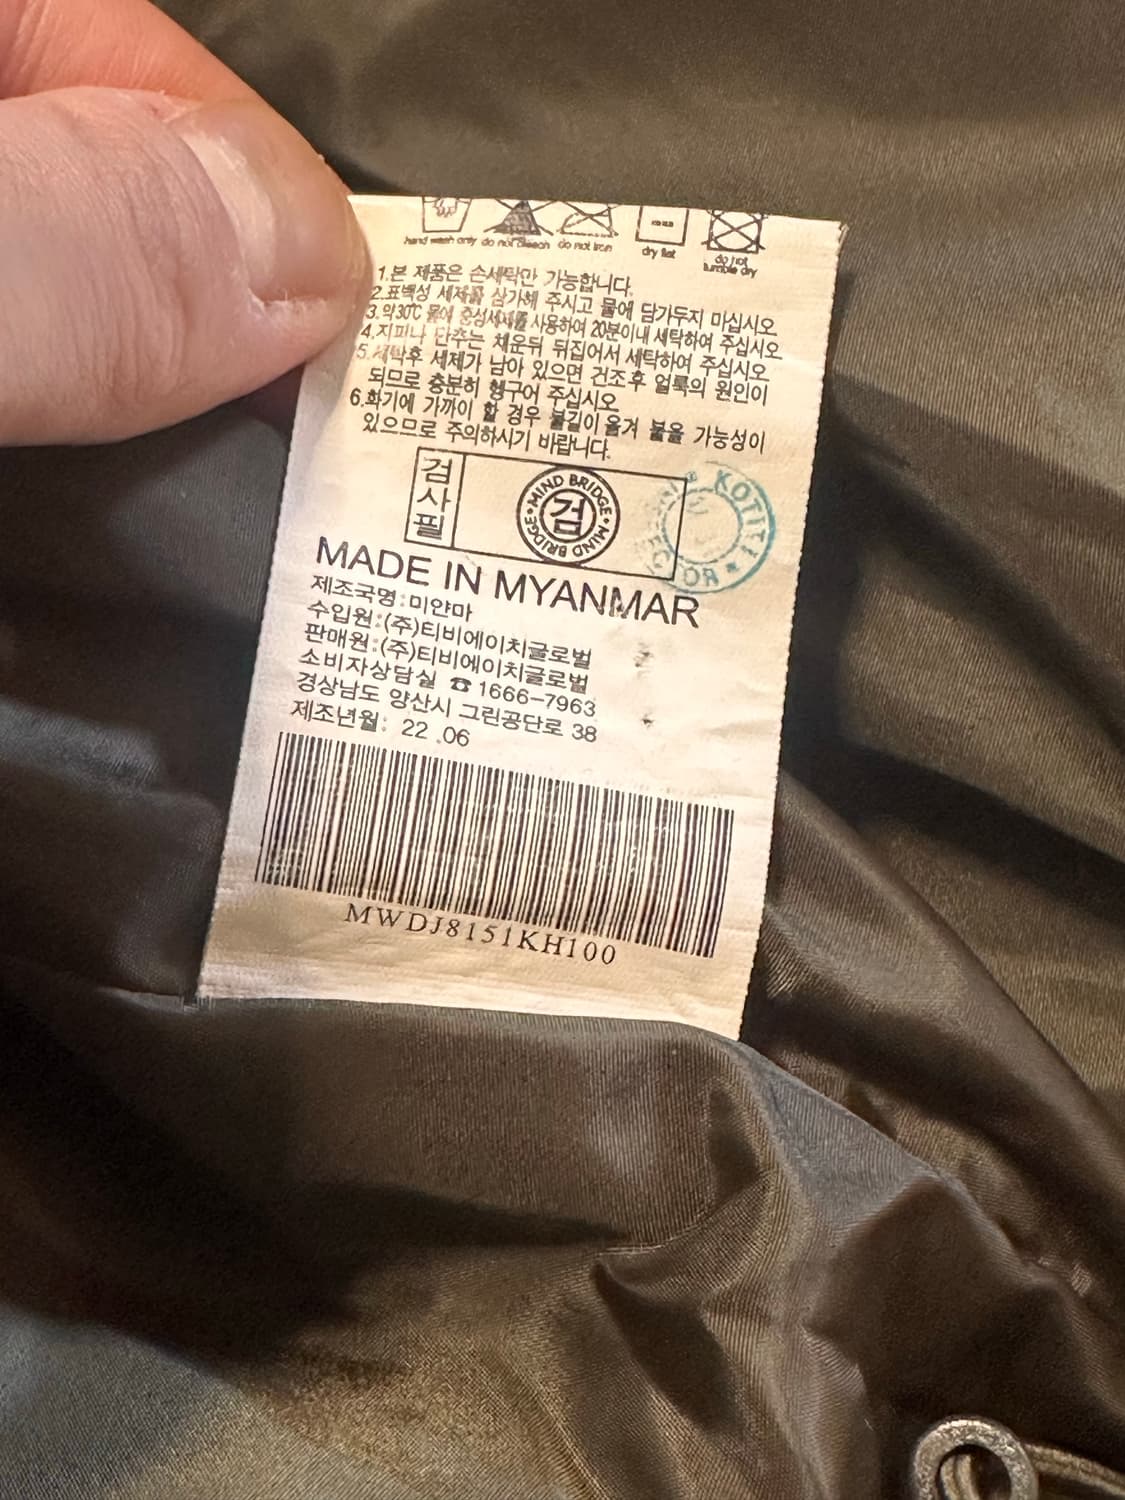 hand wash only do not bleach do not iron dry flat do not tumble dry
1.본 제품은 손세탁만 가능합니다.
2.표백성 세제를 삼가해 주시고 물에 담가두지 마십시오
3.약30℃ 물에 중성세제를 사용하여 20분이내 세탁하여 주십시오
4.지퍼나 단추는 채운뒤 뒤집어서 세탁하여 주십시오
5.세탁후 세제가 남아 있으면 건조후 얼룩의 원인이
되므로 충분히 헹구어 주십시오
6.화기에 가까이 할 경우 불길이 옮겨 붙을 가능성이
있으므로 주의하시기 바랍니다.
검사필
MIND BRIDGE • MIND BRIDGE •
검
KOTITI
MADE IN MYANMAR
제조국명:미얀마
수입원:(주)티비에이치글로벌
판매원:(주)티비에이치글로벌
소비자상담실 ☎ 1666-7963
경상남도 양산시 그린공단로 38
제조년월: 22 .06
MWDJ8151KH100